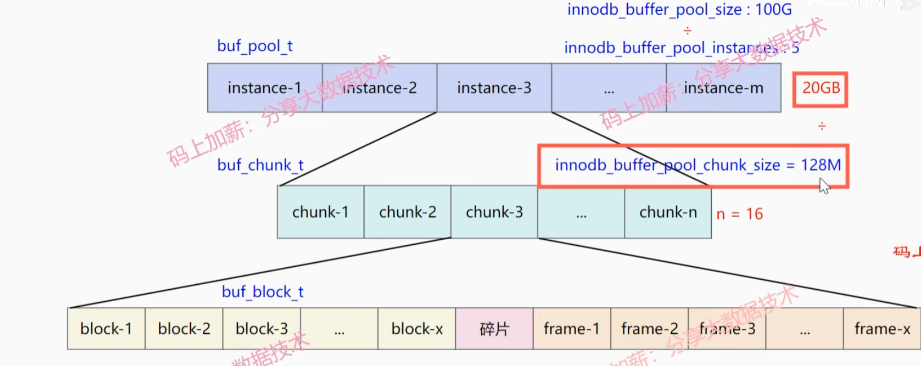 innodb_buffer_pool_size : 100G
÷
buf_pool_t
innodb_buffer_pool_instances : 5
instance-1 instance-2 instance-3 ... instance-m 20GB
÷
码上加薪：分享大数据技术
码上加薪：分享大数据技术
buf_chunk_t
innodb_buffer_pool_chunk_size = 128M
chunk-1 chunk-2 chunk-3 ... chunk-n n = 16
码上
buf_block_t
block-1 block-2 block-3 ... block-x 碎片 frame-1 frame-2 frame-3 ... frame-x
数据技术
加薪：分享大数据技术